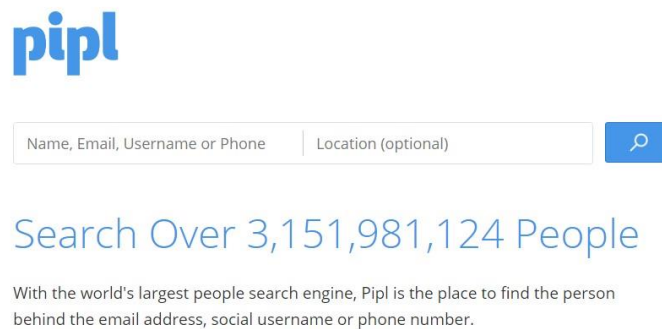 pipl
Name, Email, Username or Phone
Location (optional)
Search Over 3,151,981,124 People
With the world's largest people search engine, Pipl is the place to find the person
behind the email address, social username or phone number.